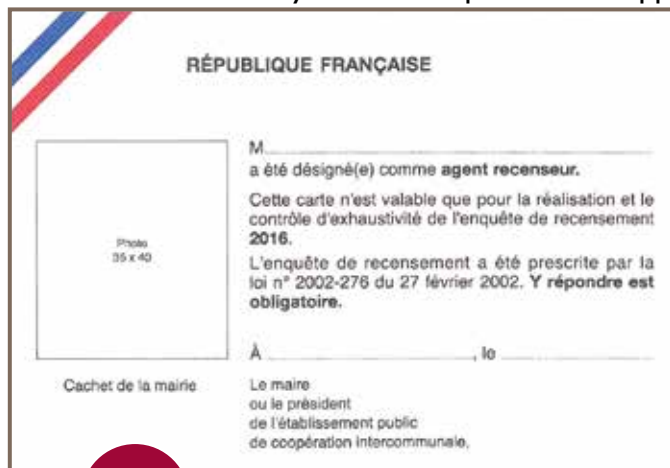 RÉPUBLIQUE FRANÇAISE
M
a été désigné(e) comme agent recenseur.
Cette carte n'est valable que pour la réalisation et le
contrôle d'exhaustivité de l'enquête de recensement
2016.
Photo
35 x 40
L'enquête de recensement a été prescrite par la
loi n° 2002-276 du 27 février 2002. Y répondre est
obligatoire.
À , le
Cachet de la mairie
Le maire
ou le président
de l'établissement public
de coopération intercommunale,